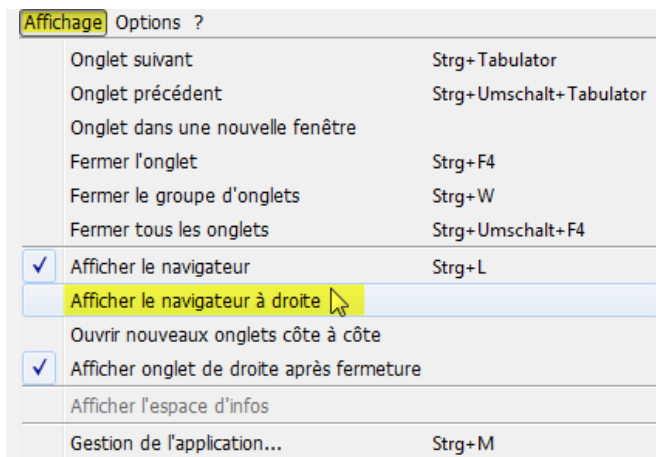 Affichage Options ?
Onglet suivant Strg+Tabulator
Onglet précédent Strg+Umschalt+Tabulator
Onglet dans une nouvelle fenêtre
Fermer l'onglet Strg+F4
Fermer le groupe d'onglets Strg+W
Fermer tous les onglets Strg+Umschalt+F4
Afficher le navigateur Strg+L
Afficher le navigateur à droite
Ouvrir nouveaux onglets côte à côte
Afficher onglet de droite après fermeture
Afficher l'espace d'infos
Gestion de l'application... Strg+M